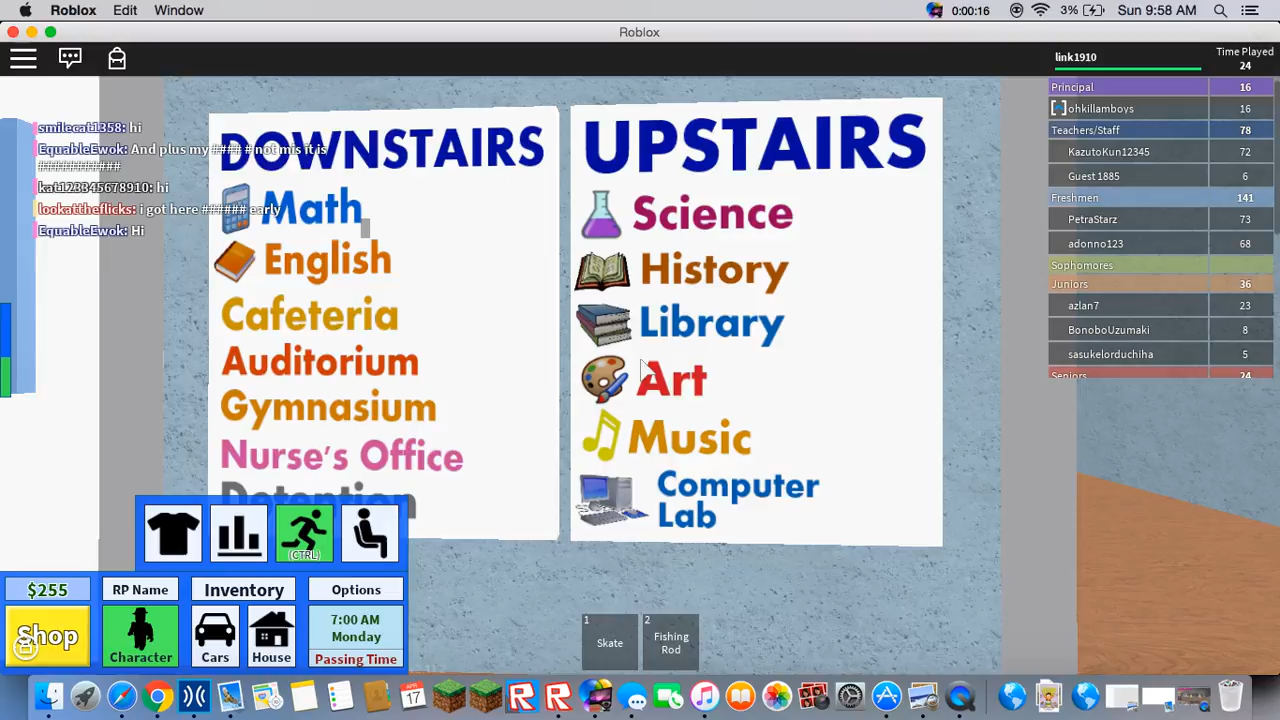 Roblox Edit Window 0:00:16 3% Sun 9:58 AM
Roblox
link1910
Time Played
24
Principal 16
ohkillamboys 16
Teachers/Staff 78
KazutoKun12345 72
Guest 1885 6
Freshmen 141
PetraStarz 73
adonno123 68
Sophomores
Juniors 36
azlan7 23
BonoboUzumaki 8
sasukelorduchiha 5
Seniors 24
smilecat1358: hi
EquableEwok: And plus my #### # not mis it is
###########
kat123345678910: hi
lookattheflicks: i got here ###### early
EquableEwok: Hi
DOWNSTAIRS
Math
English
Cafeteria
Auditorium
Gymnasium
Nurse's Office
Detention
UPSTAIRS
Science
History
Library
Art
Music
Computer
Lab
(CTRL)
$255
RP Name
Inventory
Options
Shop
Character
Cars
House
7:00 AM
Monday
Passing Time
1
Skate
2
Fishing
Rod
APR
17